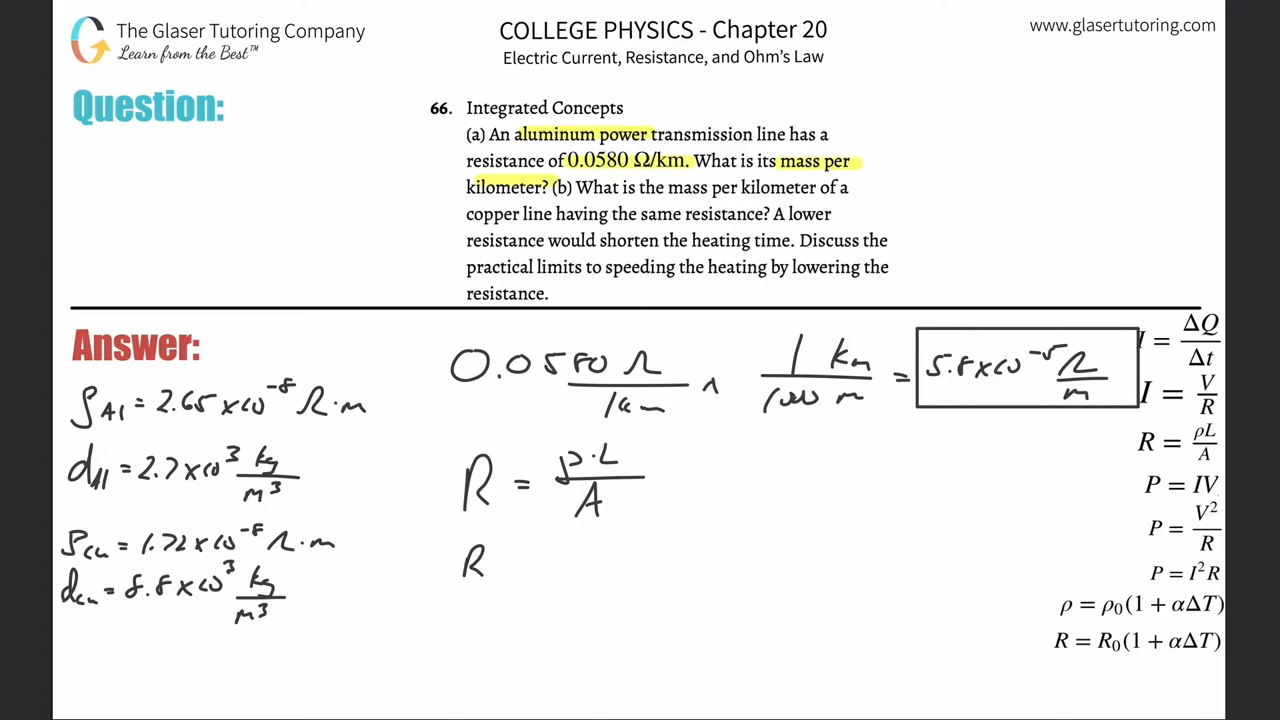 The Glaser Tutoring Company
Learn from the Best™
COLLEGE PHYSICS - Chapter 20
Electric Current, Resistance, and Ohm's Law
www.glasertutoring.com
Question:
66. Integrated Concepts
(a) An aluminum power transmission line has a
resistance of 0.0580 Ω/km. What is its mass per
kilometer? (b) What is the mass per kilometer of a
copper line having the same resistance? A lower
resistance would shorten the heating time. Discuss the
practical limits to speeding the heating by lowering the
resistance.
Answer:
ρAl = 2.65 x 10⁻⁸ Ω·m
dAl = 2.7 x 10³ kg/m³
ρCu = 1.72 x 10⁻⁸ Ω·m
dCu = 8.8 x 10³ kg/m³
0.0580 Ω/1km x 1 km/1000 m = 5.8 x 10⁻⁵ Ω/m
R = ρ·L/A
R
I = ΔQ/Δt
I = V/R
R = ρL/A
P = IV
P = V²/R
P = I²R
ρ = ρ₀(1 + αΔT)
R = R₀(1 + αΔT)